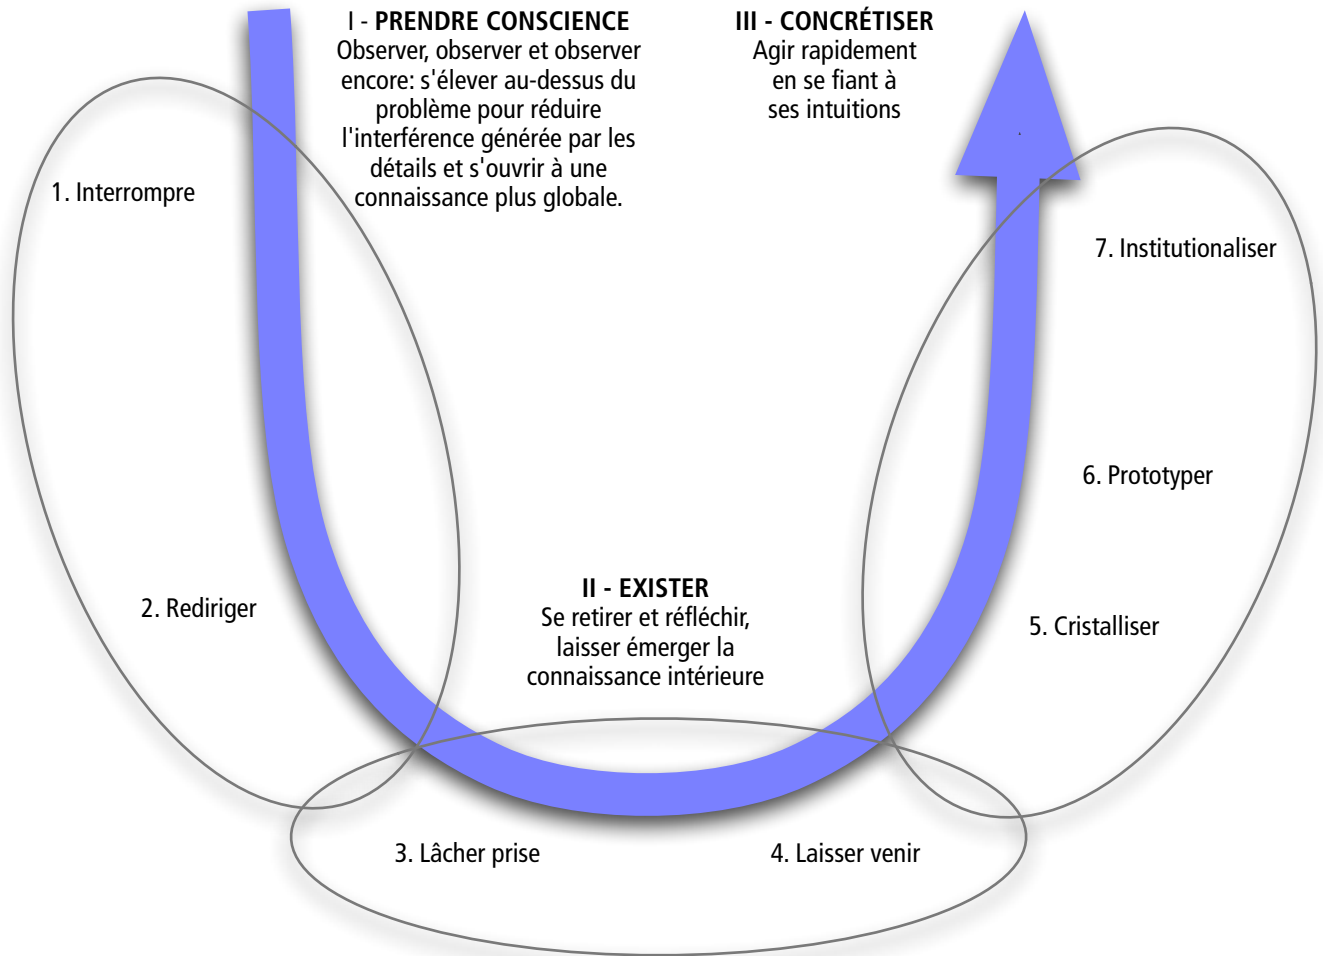 I - PRENDRE CONSCIENCE
Observer, observer et observer
encore: s'élever au-dessus du
problème pour réduire
l'interférence générée par les
détails et s'ouvrir à une
connaissance plus globale.
III - CONCRÉTISER
Agir rapidement
en se fiant à
ses intuitions
1. Interrompre
7. Institutionaliser
6. Prototyper
2. Rediriger
II - EXISTER
Se retirer et réfléchir,
laisser émerger la
connaissance intérieure
5. Cristalliser
3. Lâcher prise
4. Laisser venir